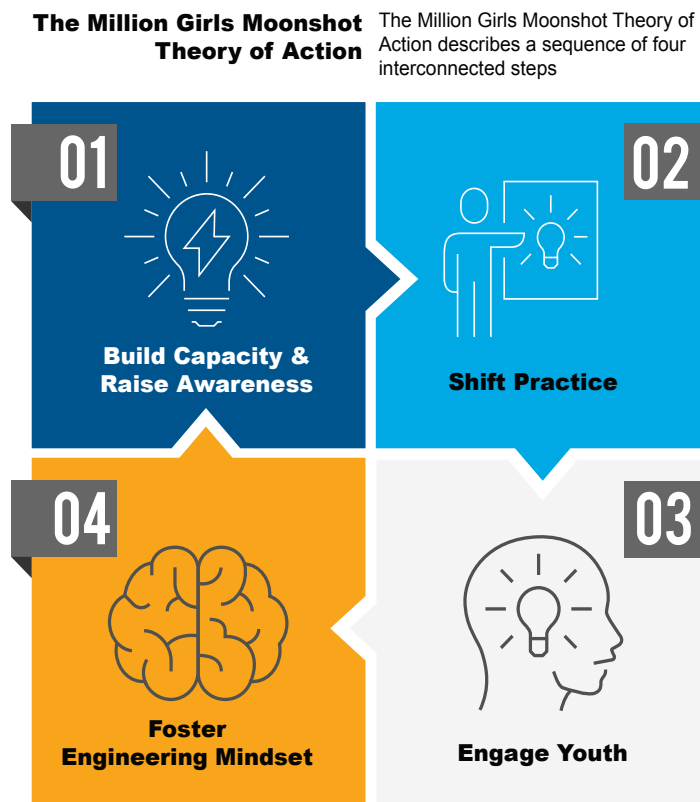 The Million Girls Moonshot
Theory of Action
The Million Girls Moonshot Theory of
Action describes a sequence of four
interconnected steps
01
Build Capacity &
Raise Awareness
02
Shift Practice
03
Engage Youth
04
Foster
Engineering Mindset